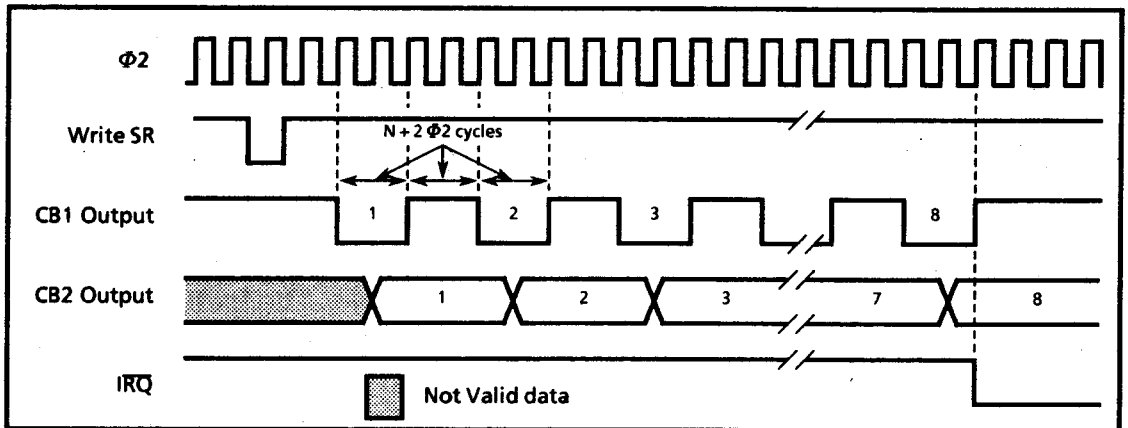 Φ2
Write SR
N + 2 Φ2 cycles
CB1 Output
1
2
3
8
CB2 Output
1
2
3
7
8
IRQ
Not Valid data